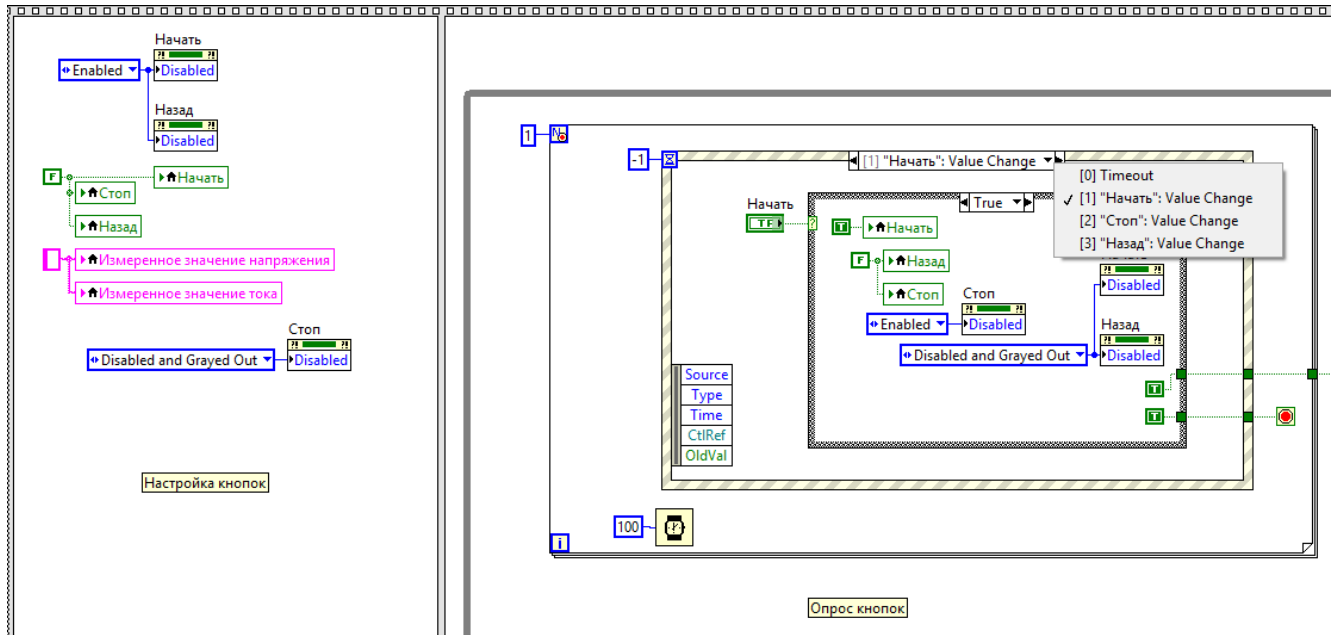 Начать
Enabled
Disabled
Назад
Disabled
F
Начать
Стоп
Назад
Измеренное значение напряжения
Измеренное значение тока
Стоп
Disabled and Grayed Out
Disabled
Настройка кнопок
1
N
-1
[1] "Начать": Value Change
[0] Timeout
✓ [1] "Начать": Value Change
[2] "Стоп": Value Change
[3] "Назад": Value Change
True
Начать
TF
?
T
Начать
F
Назад
Стоп
Disabled
Стоп
Enabled
Disabled
Назад
Disabled and Grayed Out
Disabled
Source
Type
Time
CtlRef
OldVal
T
T
100
i
Опрос кнопок